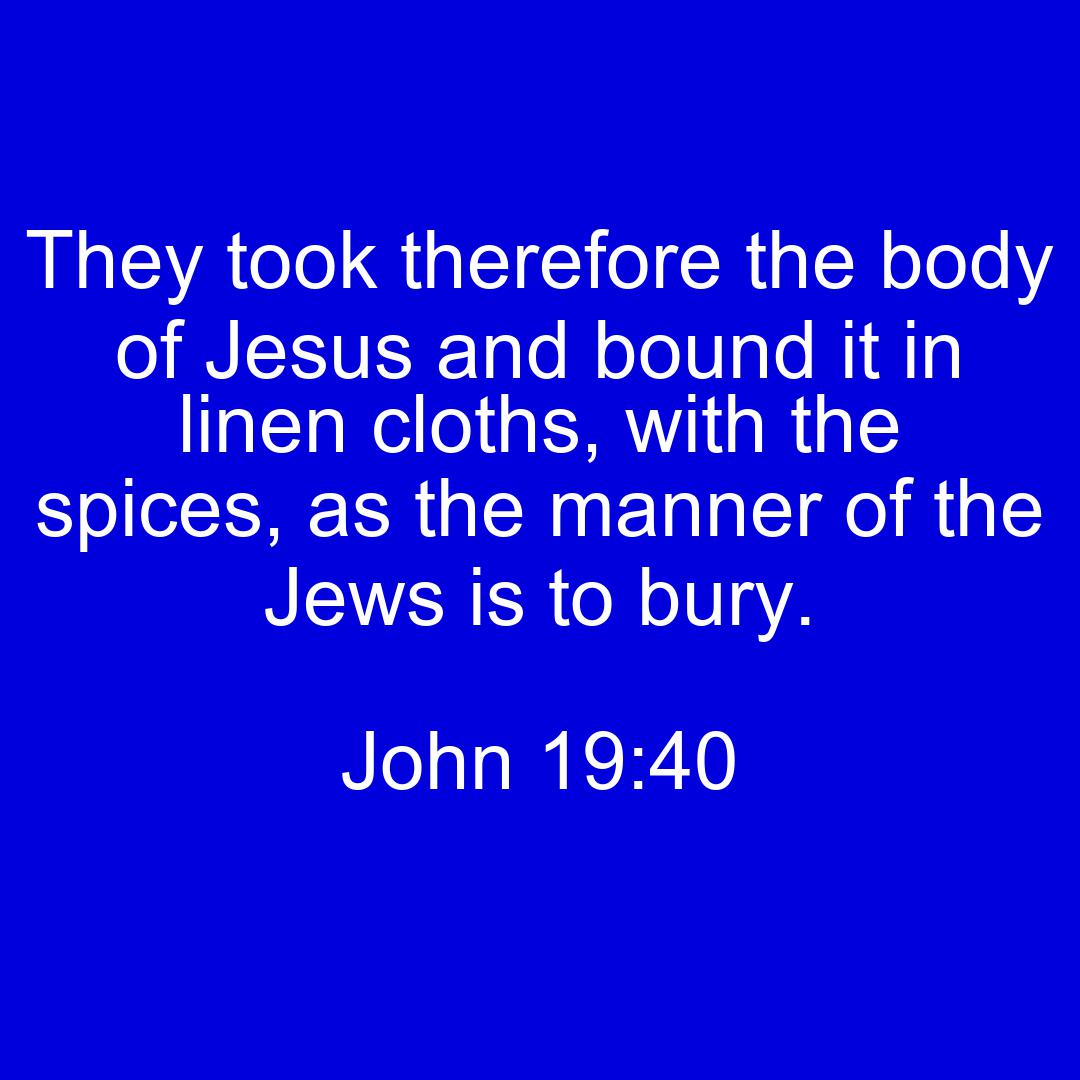 They took therefore the body
of Jesus and bound it in
linen cloths, with the
spices, as the manner of the
Jews is to bury.
John 19:40